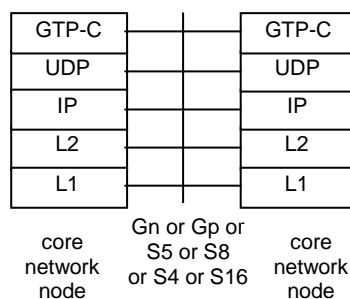 GTP-C GTP-C
UDP UDP
IP IP
L2 L2
L1 L1
core
network
node
Gn or Gp or
S5 or S8
or S4 or S16
core
network
node